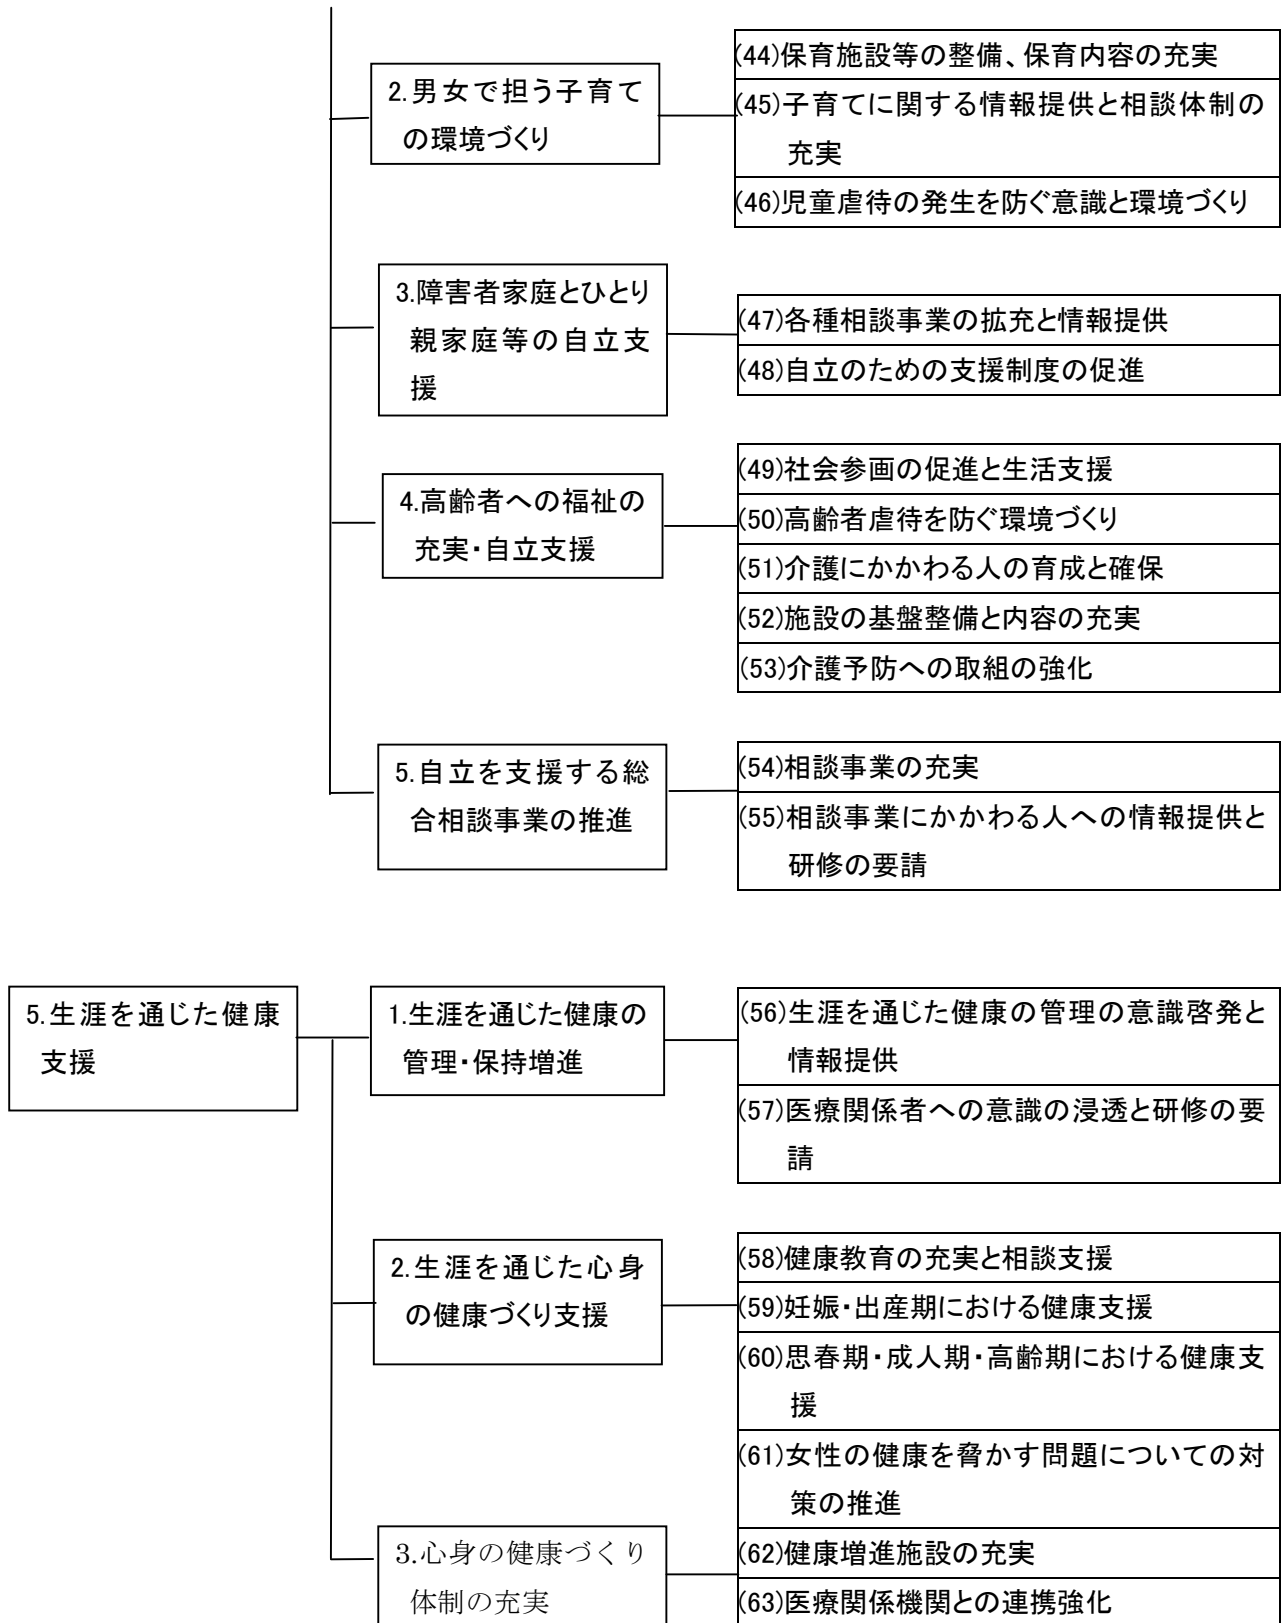 2.男女で担う子育て
の環境づくり
(44)保育施設等の整備、保育内容の充実
(45)子育てに関する情報提供と相談体制の
充実
(46)児童虐待の発生を防ぐ意識と環境づくり
3.障害者家庭とひとり
親家庭等の自立支
援
(47)各種相談事業の拡充と情報提供
(48)自立のための支援制度の促進
4.高齢者への福祉の
充実・自立支援
(49)社会参画の促進と生活支援
(50)高齢者虐待を防ぐ環境づくり
(51)介護にかかわる人の育成と確保
(52)施設の基盤整備と内容の充実
(53)介護予防への取組の強化
5.自立を支援する総
合相談事業の推進
(54)相談事業の充実
(55)相談事業にかかわる人への情報提供と
研修の要請
5.生涯を通じた健康
支援
1.生涯を通じた健康の
管理・保持増進
(56)生涯を通じた健康の管理の意識啓発と
情報提供
(57)医療関係者への意識の浸透と研修の要
請
2.生涯を通じた心身
の健康づくり支援
(58)健康教育の充実と相談支援
(59)妊娠・出産期における健康支援
(60)思春期・成人期・高齢期における健康支
援
(61)女性の健康を脅かす問題についての対
策の推進
3.心身の健康づくり
体制の充実
(62)健康増進施設の充実
(63)医療関係機関との連携強化